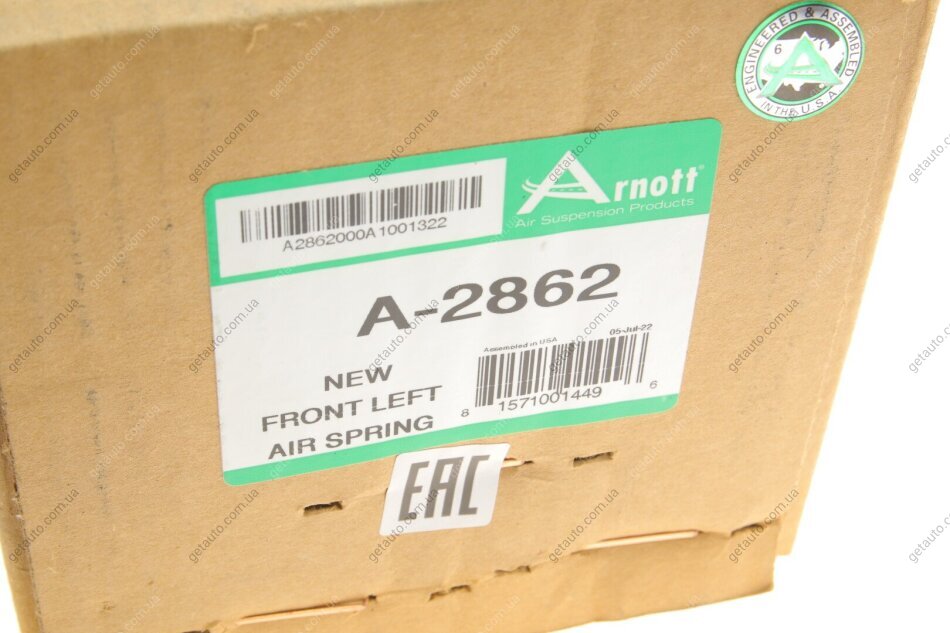 ENGINEERED & ASSEMBLED
6
IN THE U.S.A
Arnott®
Air Suspension Products
A2862000A1001322
A-2862
05-Jul-22
Assembled in USA
NEW
FRONT LEFT
AIR SPRING
8 1571001449 6
EAC
getauto.com.ua